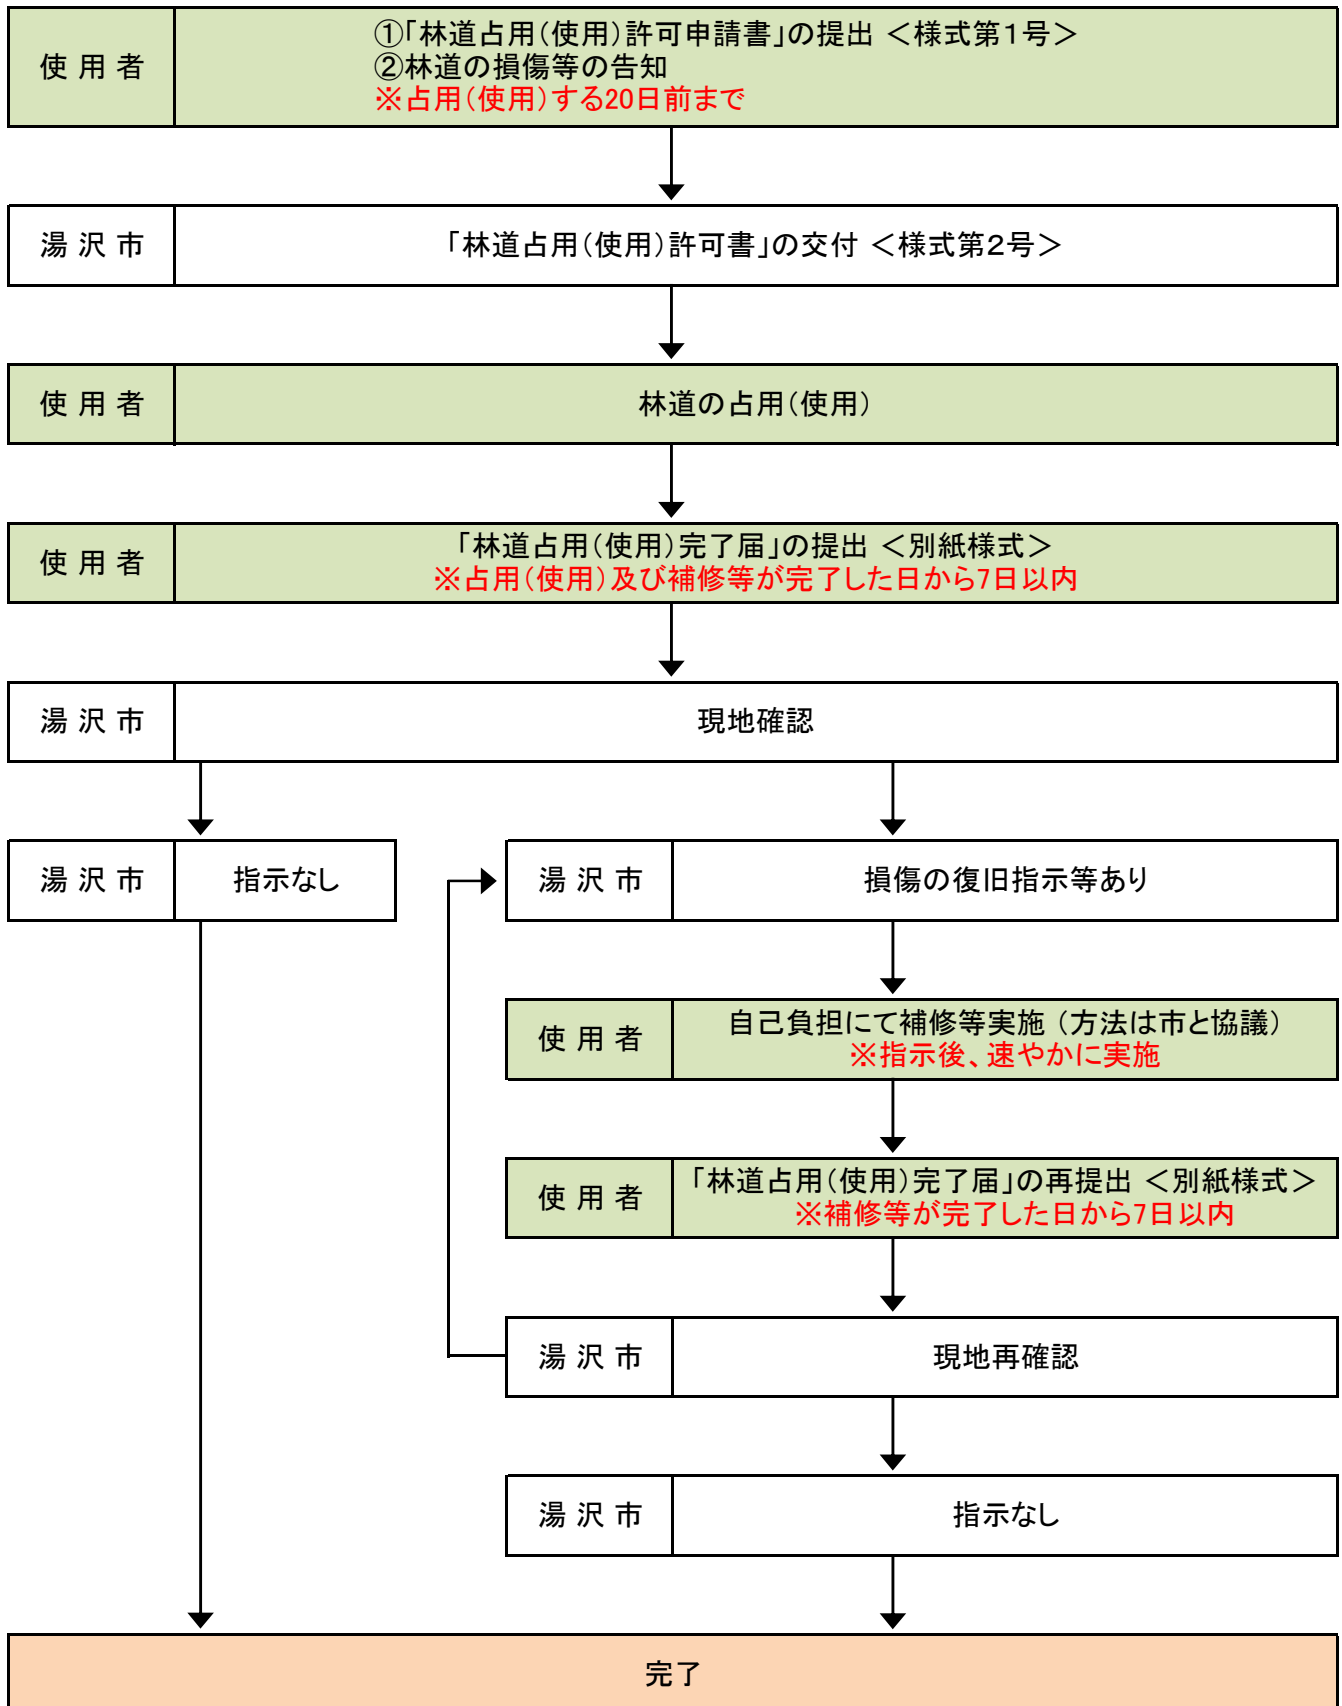 使用者
①「林道占用（使用）許可申請書」の提出 ＜様式第１号＞
②林道の損傷等の告知
※占用（使用）する20日前まで
湯沢市
「林道占用（使用）許可書」の交付 ＜様式第２号＞
使用者
林道の占用（使用）
使用者
「林道占用（使用）完了届」の提出 ＜別紙様式＞
※占用（使用）及び補修等が完了した日から7日以内
湯沢市
現地確認
湯沢市
指示なし
湯沢市
損傷の復旧指示等あり
使用者
自己負担にて補修等実施（方法は市と協議）
※指示後、速やかに実施
使用者
「林道占用（使用）完了届」の再提出 ＜別紙様式＞
※補修等が完了した日から7日以内
湯沢市
現地再確認
湯沢市
指示なし
完了